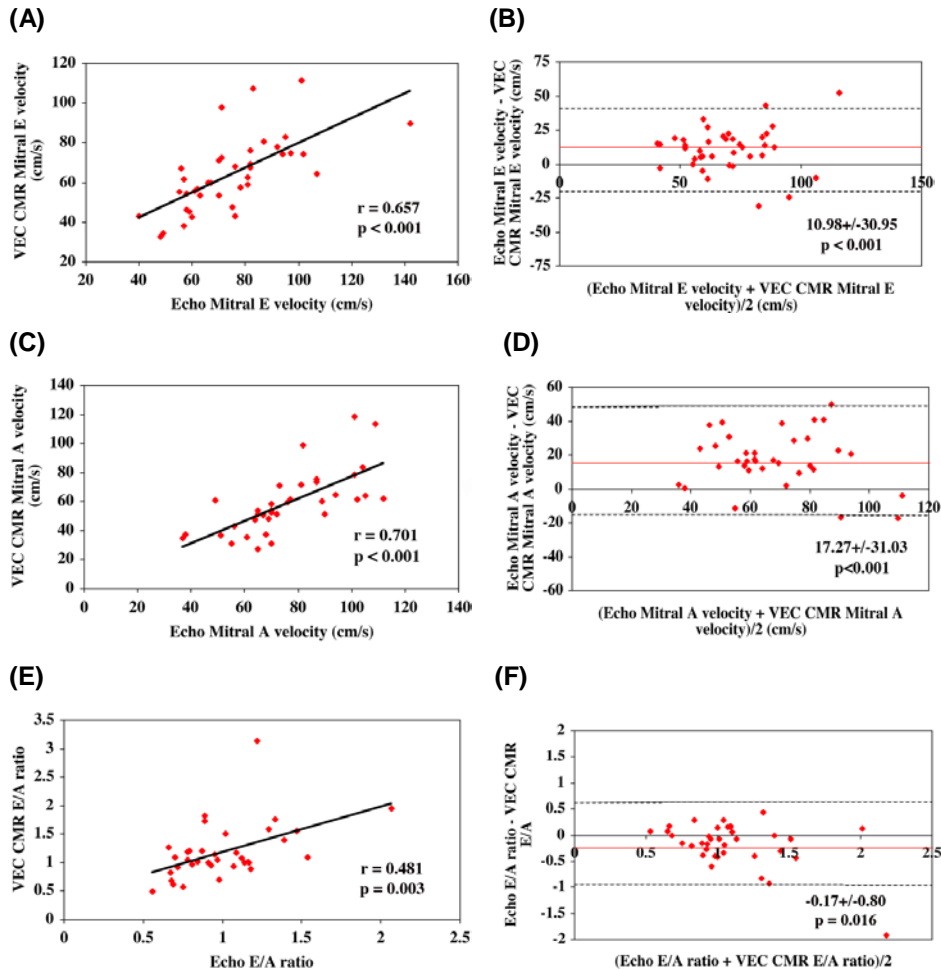 (A)
VEC CMR Mitral E velocity
(cm/s)
120
100
80
60
40
20
r = 0.657
p < 0.001
20
40
60
80
100
120
140
160
Echo Mitral E velocity (cm/s)
(B)
Echo Mitral E velocity - VEC
CMR Mitral E velocity (cm/s)
75
50
25
0
-25
-50
-75
0
50
100
150
10.98+/-30.95
p < 0.001
(Echo Mitral E velocity + VEC CMR Mitral E
velocity)/2 (cm/s)
(C)
VEC CMR Mitral A velocity
(cm/s)
140
120
100
80
60
40
20
0
r = 0.701
p < 0.001
0
20
40
60
80
100
120
140
Echo Mitral A velocity (cm/s)
(D)
Echo Mitral A velocity - VEC
CMR Mitral A velocity (cm/s)
60
40
20
0
-20
-40
-60
0
20
40
60
80
100
120
17.27+/-31.03
p<0.001
(Echo Mitral A velocity + VEC CMR Mitral A
velocity)/2 (cm/s)
(E)
VEC CMR E/A ratio
3.5
3
2.5
2
1.5
1
0.5
0
r = 0.481
p = 0.003
0
0.5
1
1.5
2
2.5
Echo E/A ratio
(F)
Echo E/A ratio - VEC CMR
E/A
2
1.5
1
0.5
0
-0.5
-1
-1.5
-2
0
0.5
1
1.5
2
2.5
-0.17+/-0.80
p = 0.016
(Echo E/A ratio + VEC CMR E/A ratio)/2